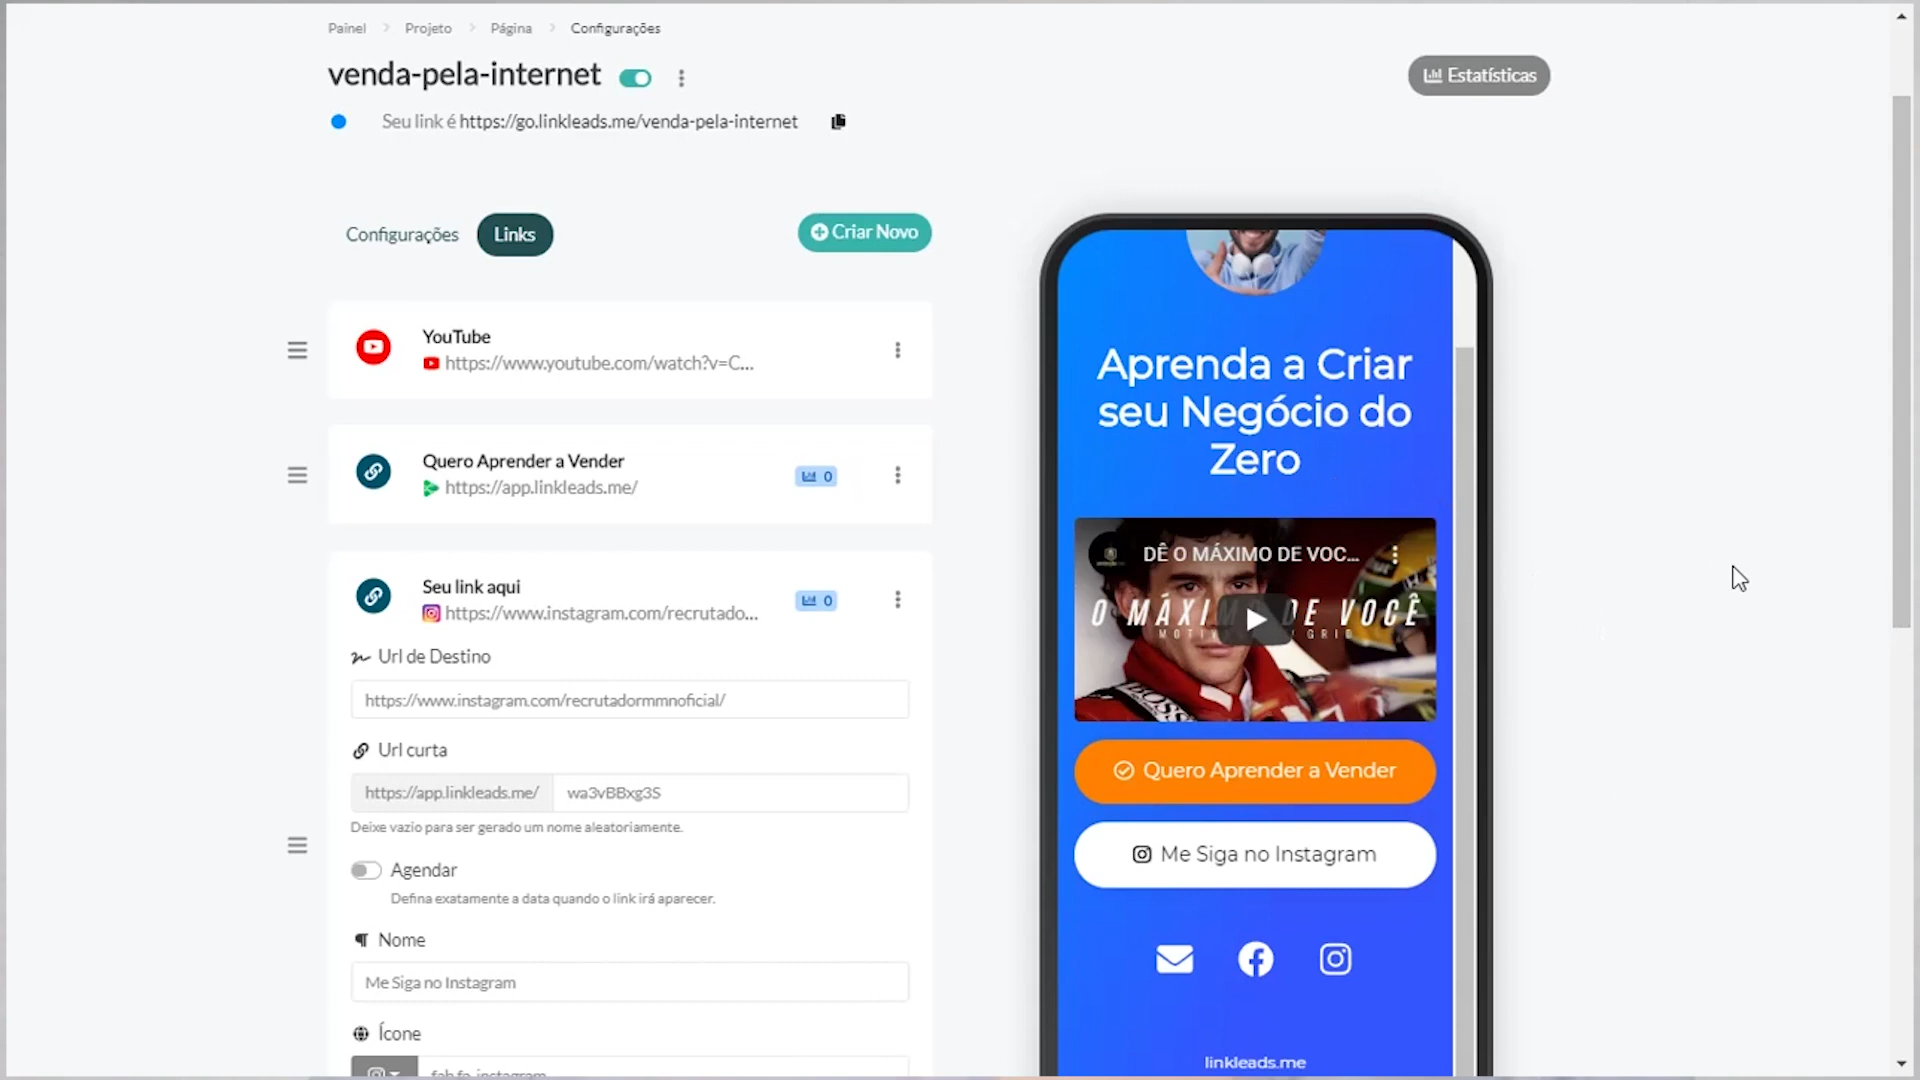 Painel
Projeto
Página
Configurações
venda-pela-internet
Estatísticas
Seu link é https://go.linkleads.me/venda-pela-internet
Configurações
Links
Criar Novo
YouTube
https://www.youtube.com/watch?v=C...
Quero Aprender a Vender
https://app.linkleads.me/
0
Seu link aqui
https://www.instagram.com/recrutado...
0
Url de Destino
https://www.instagram.com/recrutadormmnoficial/
Url curta
https://app.linkleads.me/
wa3vBBxg3S
Deixe vazio para ser gerado um nome aleatoriamente.
Agendar
Defina exatamente a data quando o link irá aparecer.
Nome
Me Siga no Instagram
Ícone
fab fa-instagram
Aprenda a Criar
seu Negócio do
Zero
DÊ O MÁXIMO DE VOC...
DE VOCÊ
BOSS
Quero Aprender a Vender
Me Siga no Instagram
linkleads.me